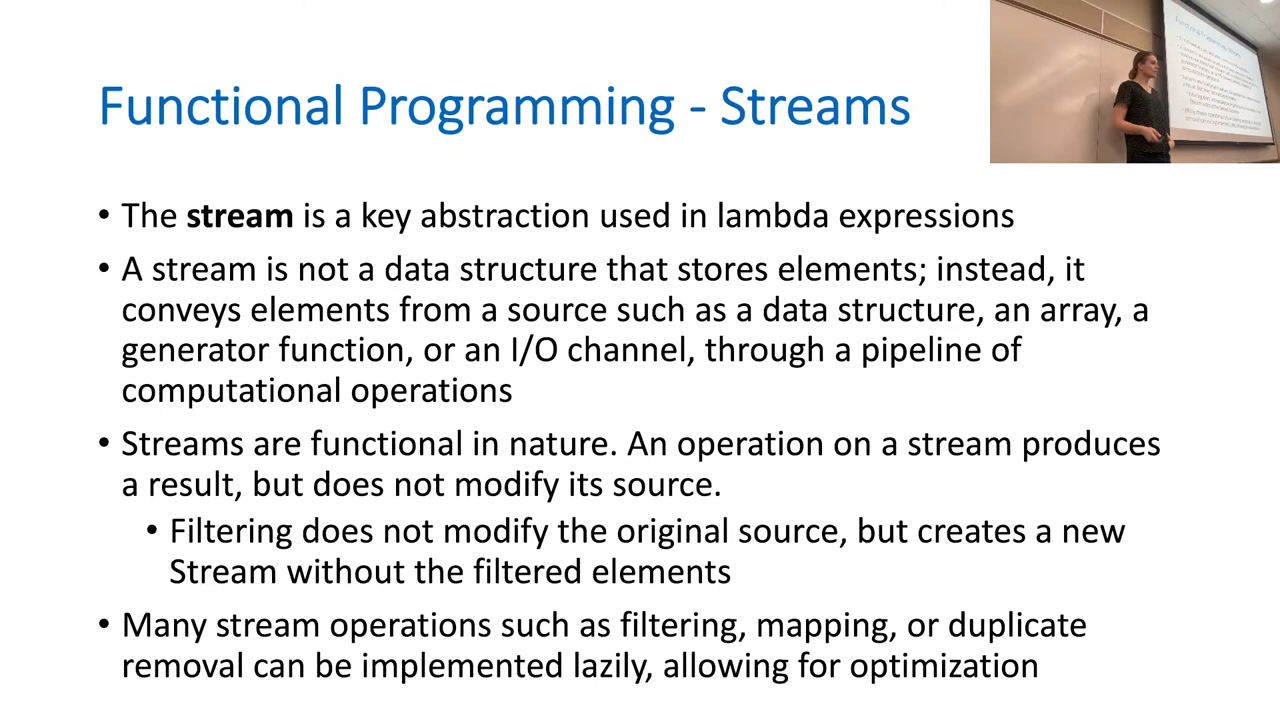 Functional Programming - Streams
• The stream is a key abstraction used in lambda expressions
• A stream is not a data structure that stores elements; instead, it
conveys elements from a source such as a data structure, an array, a
generator function, or an I/O channel, through a pipeline of
computational operations
• Streams are functional in nature. An operation on a stream produces
a result, but does not modify its source.
• Filtering does not modify the original source, but creates a new
Stream without the filtered elements
• Many stream operations such as filtering, mapping, or duplicate
removal can be implemented lazily, allowing for optimization
Functional Programming - Streams